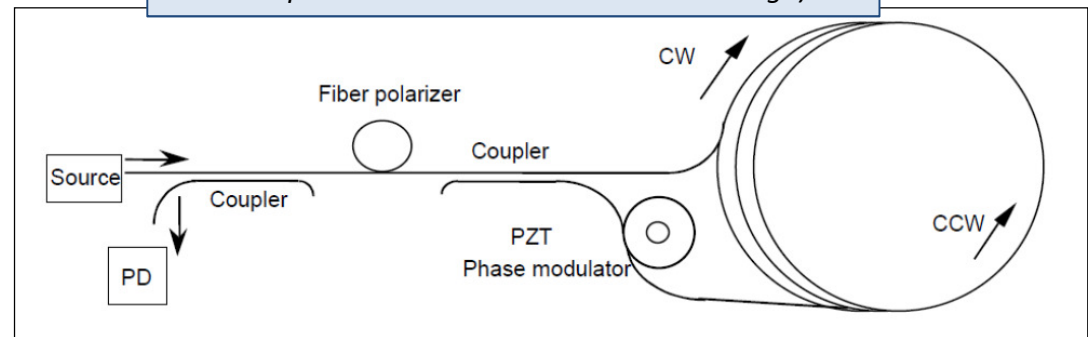 CW
Fiber polarizer
Coupler
Source
Coupler
CCW
PZT
Phase modulator
PD